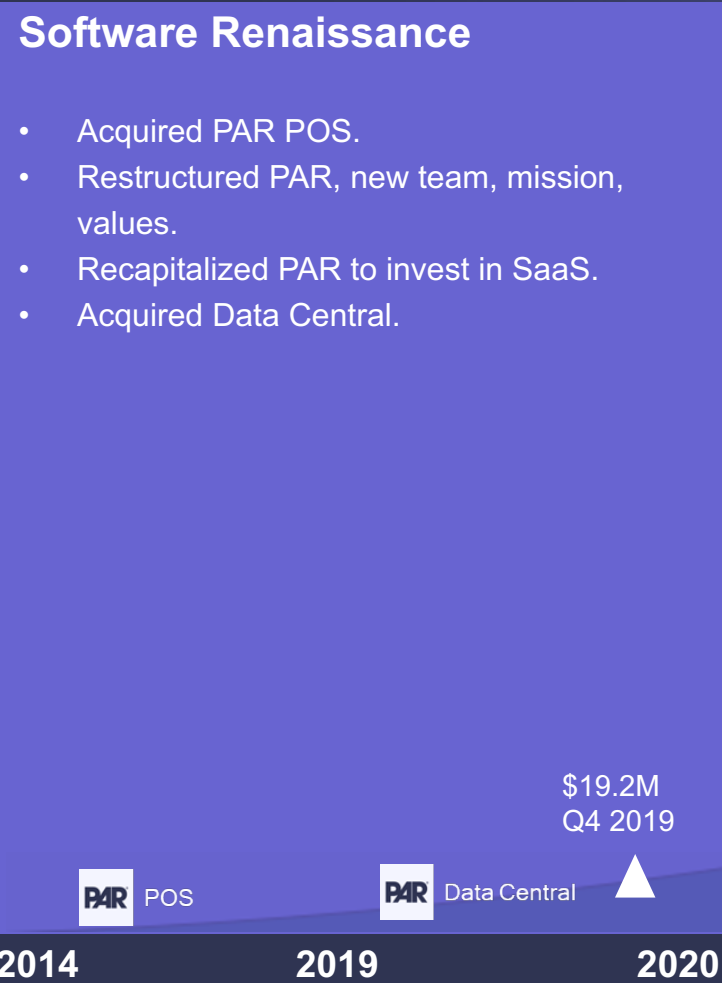 Software Renaissance
• Acquired PAR POS.
• Restructured PAR, new team, mission,
values.
• Recapitalized PAR to invest in SaaS.
• Acquired Data Central.
$19.2M
Q4 2019
PAR POS
PAR Data Central
2014 2019 2020